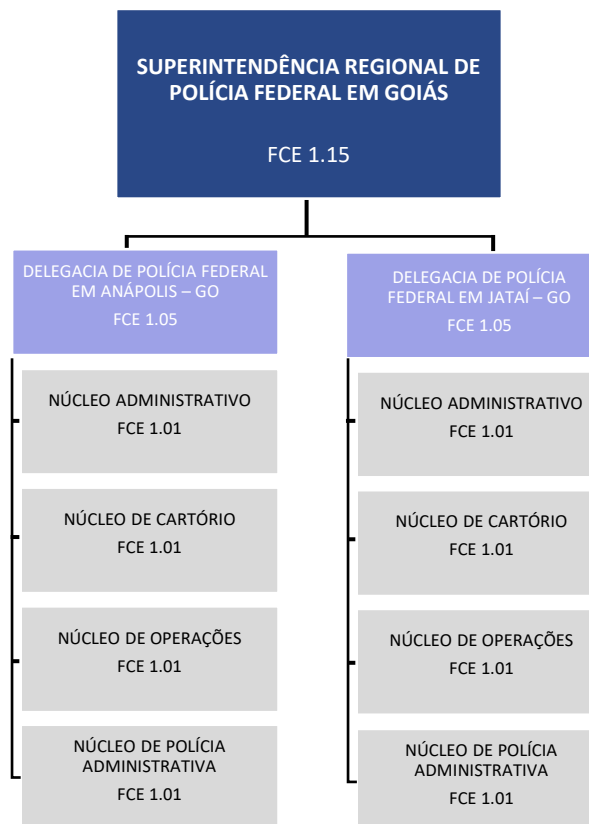 SUPERINTENDÊNCIA REGIONAL DE
POLÍCIA FEDERAL EM GOIÁS
FCE 1.15
DELEGACIA DE POLÍCIA FEDERAL
EM ANÁPOLIS – GO
FCE 1.05
NÚCLEO ADMINISTRATIVO
FCE 1.01
NÚCLEO DE CARTÓRIO
FCE 1.01
NÚCLEO DE OPERAÇÕES
FCE 1.01
NÚCLEO DE POLÍCIA
ADMINISTRATIVA
FCE 1.01
DELEGACIA DE POLÍCIA
FEDERAL EM JATAÍ – GO
FCE 1.05
NÚCLEO ADMINISTRATIVO
FCE 1.01
NÚCLEO DE CARTÓRIO
FCE 1.01
NÚCLEO DE OPERAÇÕES
FCE 1.01
NÚCLEO DE POLÍCIA
ADMINISTRATIVA
FCE 1.01